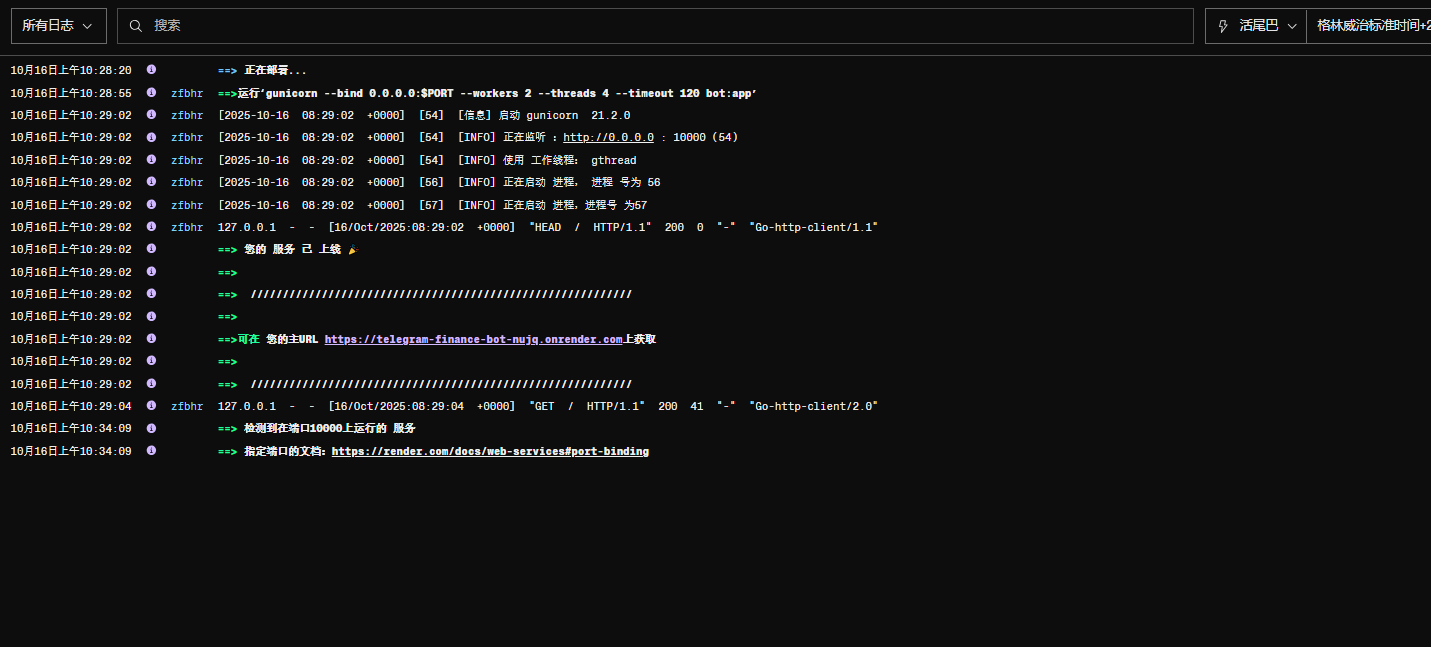 所有日志
搜索
活尾巴
格林威治标准时间+2
10月16日上午10:28:20 ==> 正在部署...
10月16日上午10:28:55 zfbhr ==>运行‘gunicorn --bind 0.0.0.0:$PORT --workers 2 --threads 4 --timeout 120 bot:app’
10月16日上午10:29:02 zfbhr [2025-10-16 08:29:02 +0000] [54] [信息] 启动 gunicorn 21.2.0
10月16日上午10:29:02 zfbhr [2025-10-16 08:29:02 +0000] [54] [INFO] 正在监听 : http://0.0.0.0 : 10000 (54)
10月16日上午10:29:02 zfbhr [2025-10-16 08:29:02 +0000] [54] [INFO] 使用 工作线程: gthread
10月16日上午10:29:02 zfbhr [2025-10-16 08:29:02 +0000] [56] [INFO] 正在启动 进程， 进程 号为 56
10月16日上午10:29:02 zfbhr [2025-10-16 08:29:02 +0000] [57] [INFO] 正在启动 进程，进程号 为57
10月16日上午10:29:02 zfbhr 127.0.0.1 - - [16/Oct/2025:08:29:02 +0000] "HEAD / HTTP/1.1" 200 0 "-" "Go-http-client/1.1"
10月16日上午10:29:02 ==> 您的 服务 已 上线 🎉
10月16日上午10:29:02 ==>
10月16日上午10:29:02 ==> ///////////////////////////////////////////////////////////
10月16日上午10:29:02 ==>
10月16日上午10:29:02 ==>可在 您的主URL https://telegram-finance-bot-nujq.onrender.com上获取
10月16日上午10:29:02 ==>
10月16日上午10:29:02 ==> ///////////////////////////////////////////////////////////
10月16日上午10:29:04 zfbhr 127.0.0.1 - - [16/Oct/2025:08:29:04 +0000] "GET / HTTP/1.1" 200 41 "-" "Go-http-client/2.0"
10月16日上午10:34:09 ==> 检测到在端口10000上运行的 服务
10月16日上午10:34:09 ==> 指定端口的文档: https://render.com/docs/web-services#port-binding